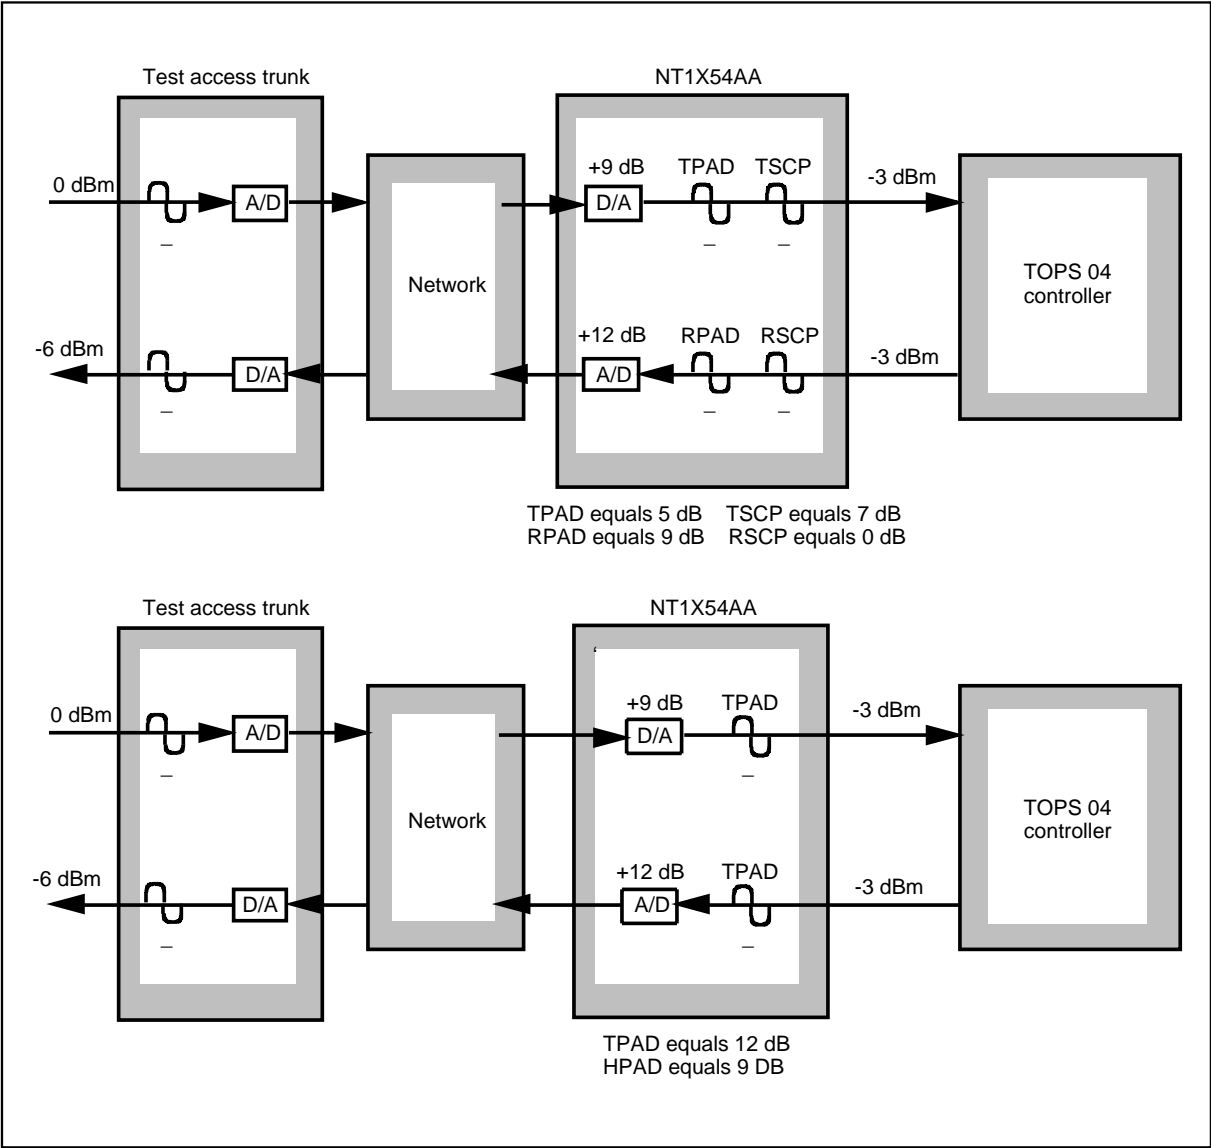 Test access trunk
NT1X54AA
0 dBm
A/D
+9 dB
TPAD
TSCP
-3 dBm
D/A
_
_
_
Network
TOPS 04
controller
-6 dBm
D/A
+12 dB
RPAD
RSCP
-3 dBm
A/D
_
_
_
TPAD equals 5 dB TSCP equals 7 dB
RPAD equals 9 dB RSCP equals 0 dB
Test access trunk
NT1X54AA
0 dBm
A/D
+9 dB
TPAD
-3 dBm
D/A
_
_
Network
TOPS 04
controller
-6 dBm
D/A
+12 dB
TPAD
-3 dBm
A/D
_
_
TPAD equals 12 dB
HPAD equals 9 DB